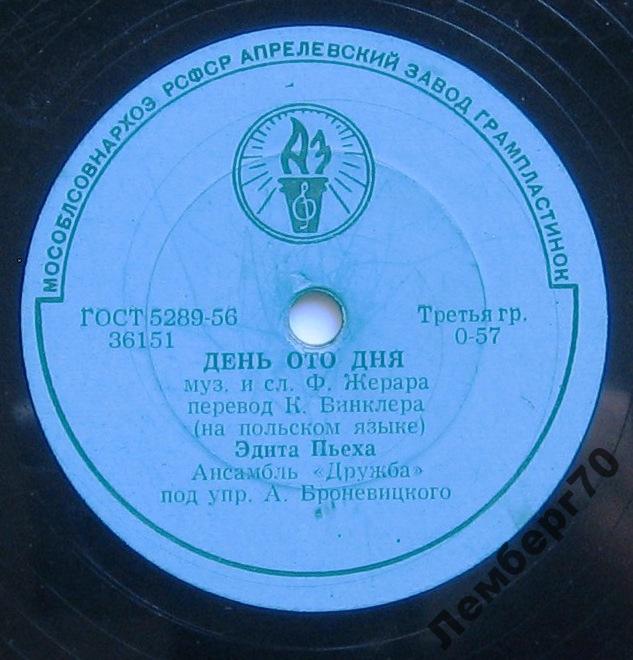 МОСОБЛСОВНАРХОЗ РСФСР АПРЕЛЕВСКИЙ ЗАВОД ГРАМПЛАСТИНОК
АЗ
ГОСТ 5289-56
36151
Третья гр.
0-57
ДЕНЬ ОТО ДНЯ
муз. и сл. Ф. Жерара
перевод К. Винклера
(на польском языке)
Эдита Пьеха
Ансамбль «Дружба»
под упр. А. Броневицкого
Лемберг70